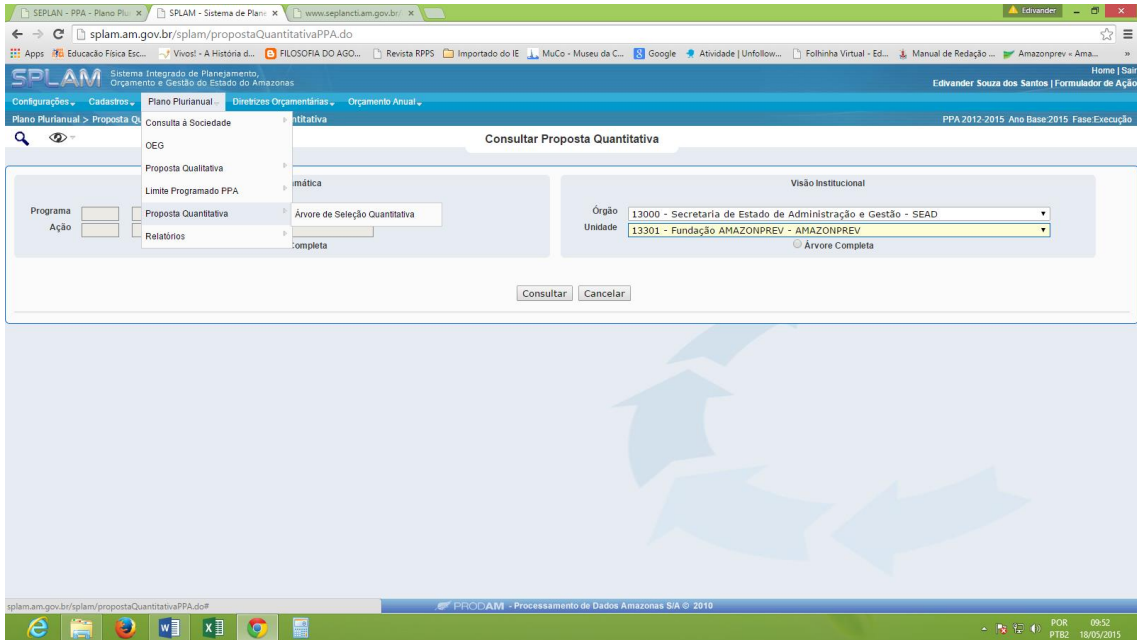 SEPLAN - PPA - Plano Plu
SPLAM - Sistema de Plane
www.seplancti.am.gov.br/
Edivander
splam.am.gov.br/splam/propostaQuantitativaPPA.do
Apps
Educacão Física Esc...
Vivos! - A História d...
FILOSOFIA DO AGO...
Revista RPPS
Importado do IE
MuCo - Museu da C...
Google
Atividade | Unfollow...
Folhinha Virtual - Ed...
Manual de Redação ...
Amazonprev « Ama...
»
SPLAM
Sistema Integrado de Planejamento,
Orçamento e Gestão do Estado do Amazonas
Home | Sair
Edivander Souza dos Santos | Formulador de Ação
Configurações
Cadastros
Plano Plurianual
Diretrizes Orçamentárias
Orçamento Anual
Plano Plurianual > Proposta Qu
ntitativa
PPA 2012-2015 Ano Base:2015 Fase:Execução
Consulta à Sociedade
OEG
Proposta Qualitativa
Limite Programado PPA
Proposta Quantitativa
Árvore de Seleção Quantitativa
Relatórios
Consultar Proposta Quantitativa
mática
Programa
Ação
ompleta
Visão Institucional
Órgão
13000 - Secretaria de Estado de Administração e Gestão - SEAD
Unidade
13301 - Fundação AMAZONPREV - AMAZONPREV
Árvore Completa
Consultar
Cancelar
splam.am.gov.br/splam/propostaQuantitativaPPA.do#
PRODAM - Processamento de Dados Amazonas S/A © 2010
POR
PTB2
09:52
18/05/2015